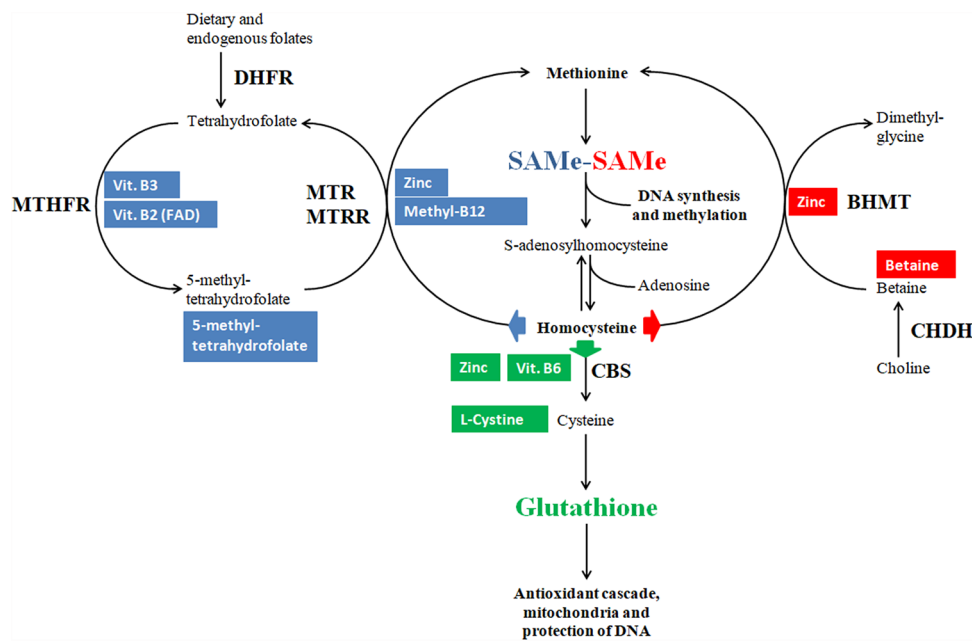 Dietary and
endogenous folates
DHFR
Tetrahydrofolate
MTHFR
Vit. B3
Vit. B2 (FAD)
5-methyl-
tetrahydrofolate
5-methyl-
tetrahydrofolate
MTR
MTRR
Zinc
Methyl-B12
Methionine
SAMe-SAMe
DNA synthesis
and methylation
S-adenosylhomocysteine
Adenosine
Homocysteine
Zinc
Vit. B6
CBS
L-Cystine
Cysteine
Glutathione
Antioxidant cascade,
mitochondria and
protection of DNA
Dimethyl-
glycine
Zinc
BHMT
Betaine
Betaine
CHDH
Choline